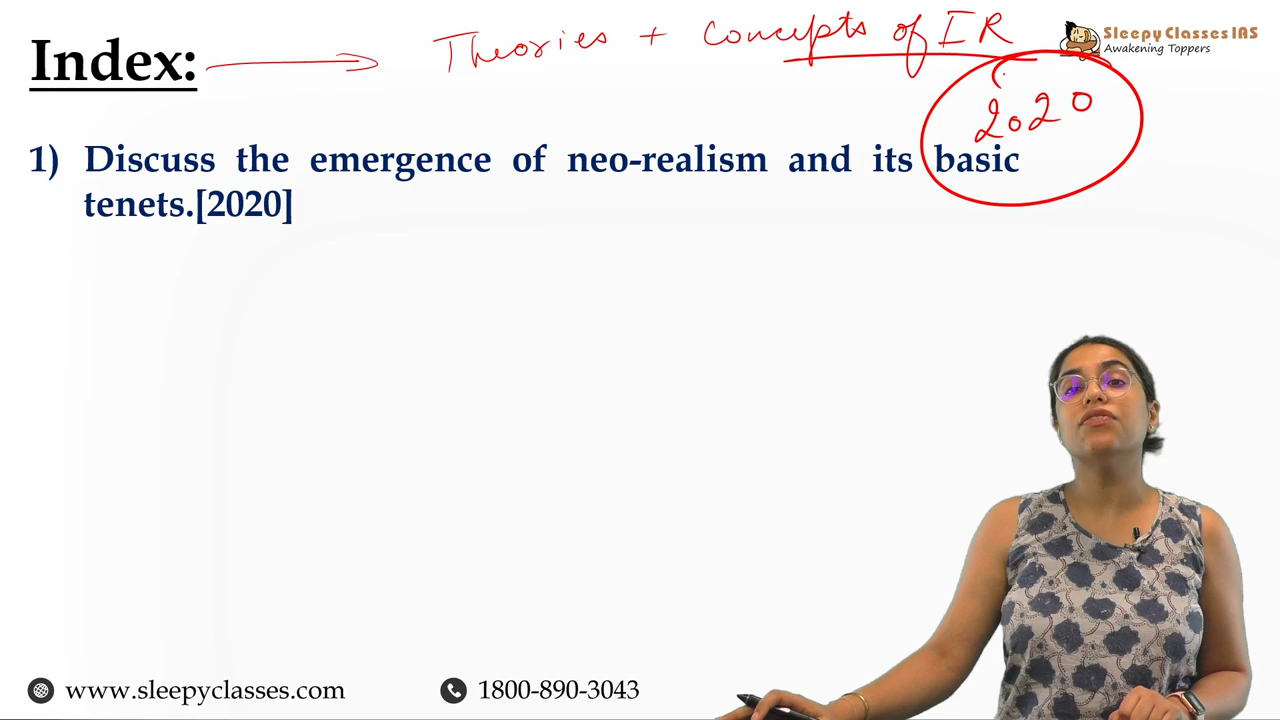 Index:
Theories + Concepts of IR
Sleepy Classes IAS
Awakening Toppers
2020
1) Discuss the emergence of neo-realism and its basic
tenets.[2020]
www.sleepyclasses.com
1800-890-3043